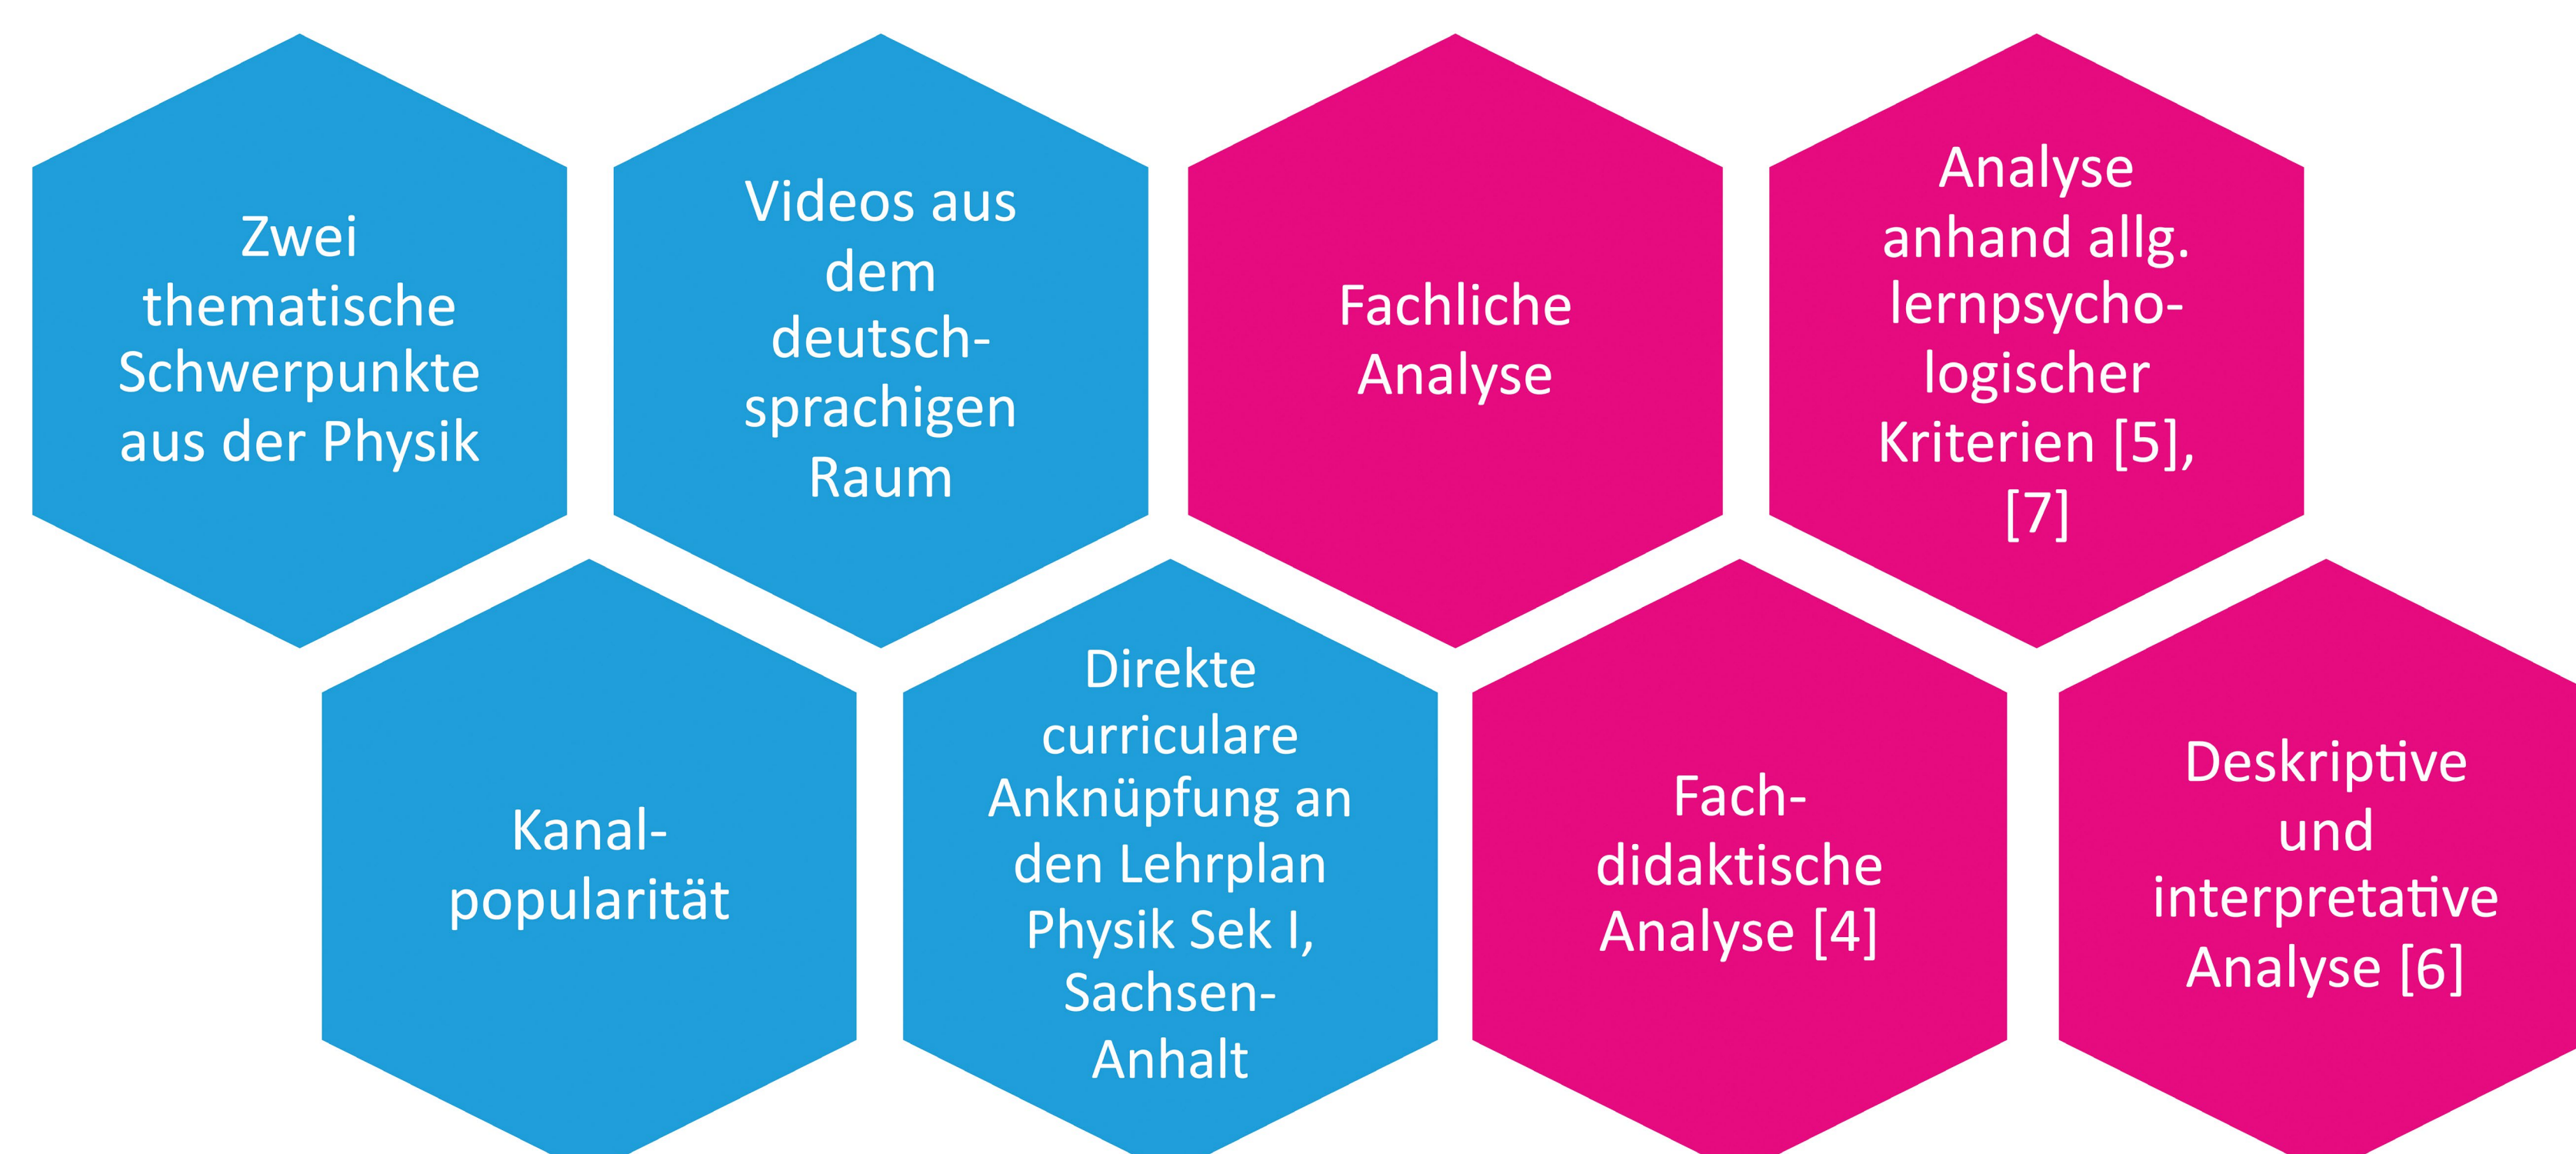 Zwei
thematische
Schwerpunkte
aus der Physik
Videos aus
dem
deutsch-
sprachigen
Raum
Fachliche
Analyse
Analyse
anhand allg.
lernpsycho-
logischer
Kriterien [5],
[7]
Kanal-
popularität
Direkte
curriculare
Anknüpfung an
den Lehrplan
Physik Sek I,
Sachsen-
Anhalt
Fach-
didaktische
Analyse [4]
Deskriptive
und
interpretative
Analyse [6]